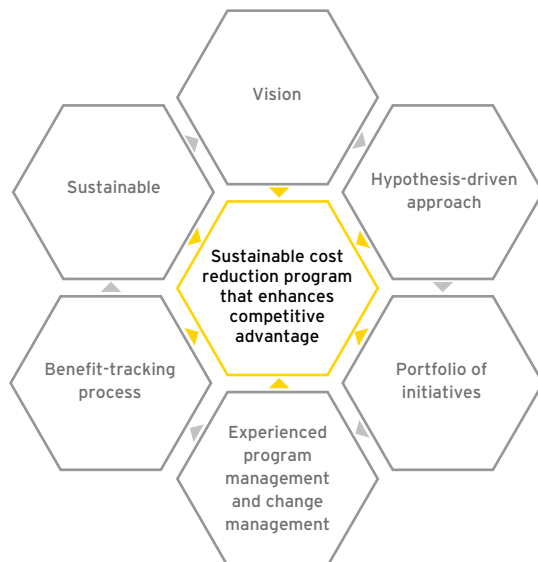 Vision
Sustainable
Hypothesis-driven
approach
Sustainable cost
reduction program
that enhances
competitive
advantage
Benefit-tracking
process
Portfolio of
initiatives
Experienced
program
management
and change
management